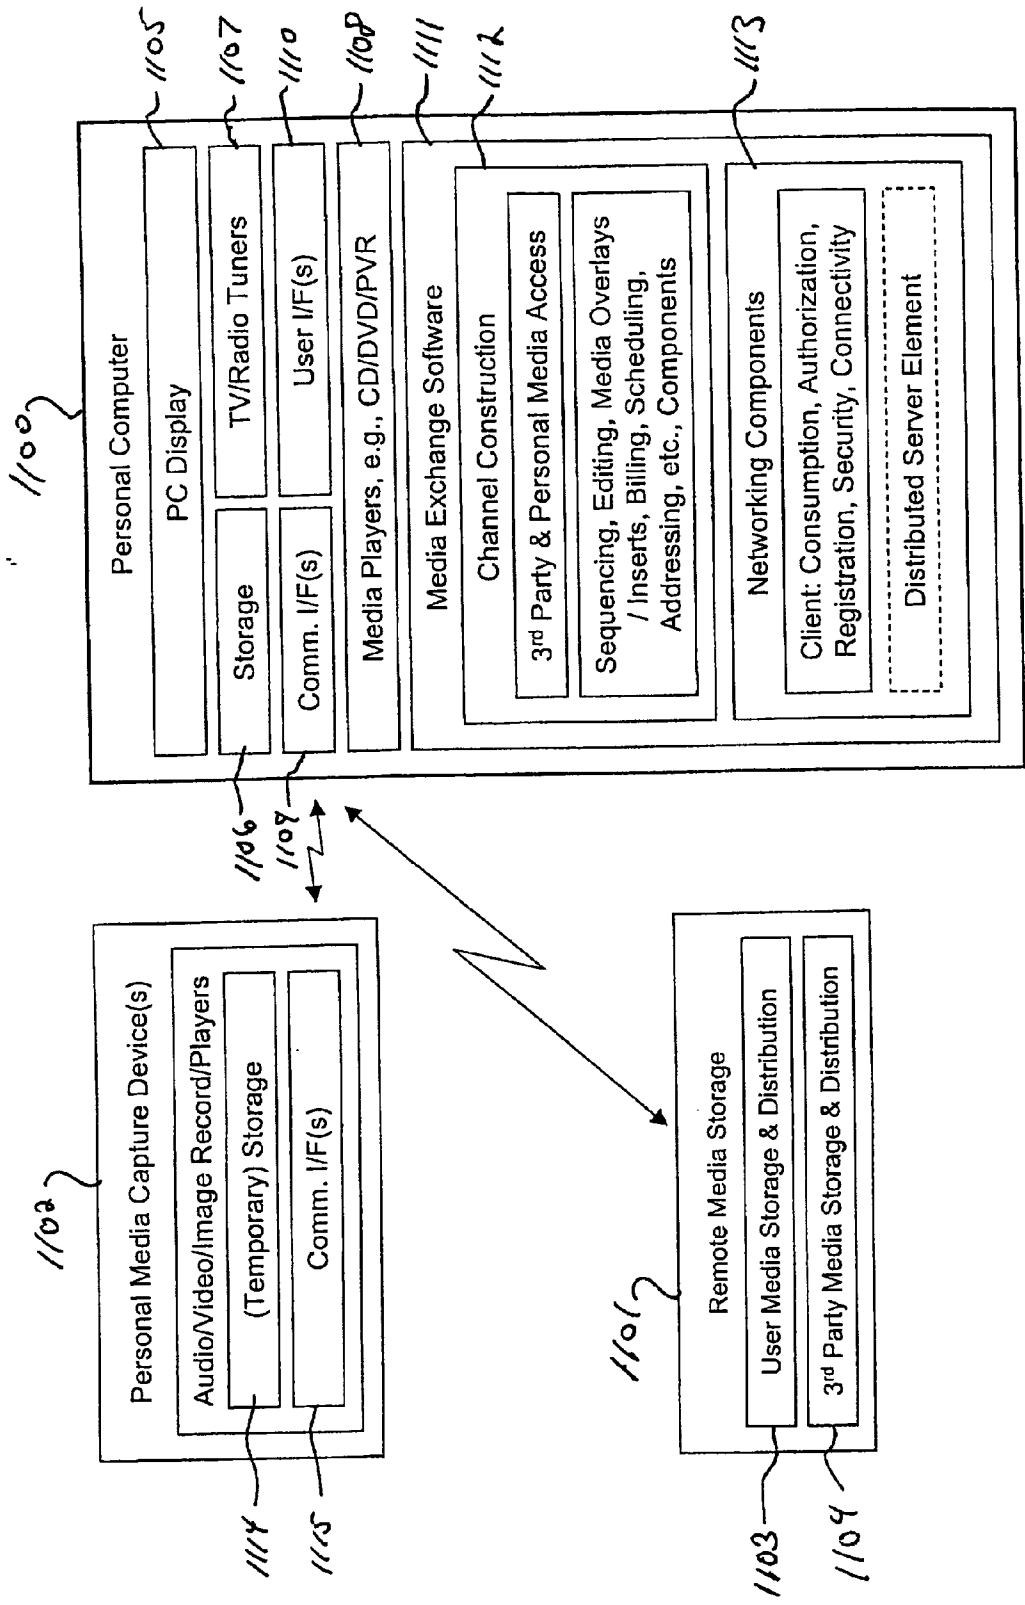 1100
Personal Computer
PC Display
1105
Storage
TV/Radio Tuners
1106
1107
Comm. I/F(s)
User I/F(s)
1109
1110
Media Players, e.g., CD/DVD/PVR
1108
Media Exchange Software
1111
Channel Construction
1112
3rd Party & Personal Media Access
Sequencing, Editing, Media Overlays
/ Inserts, Billing, Scheduling,
Addressing, etc., Components
Networking Components
1113
Client: Consumption, Authorization,
Registration, Security, Connectivity
Distributed Server Element
1102
Personal Media Capture Device(s)
Audio/Video/Image Record/Players
(Temporary) Storage
1114
Comm. I/F(s)
1115
1101
Remote Media Storage
User Media Storage & Distribution
1103
3rd Party Media Storage & Distribution
1104